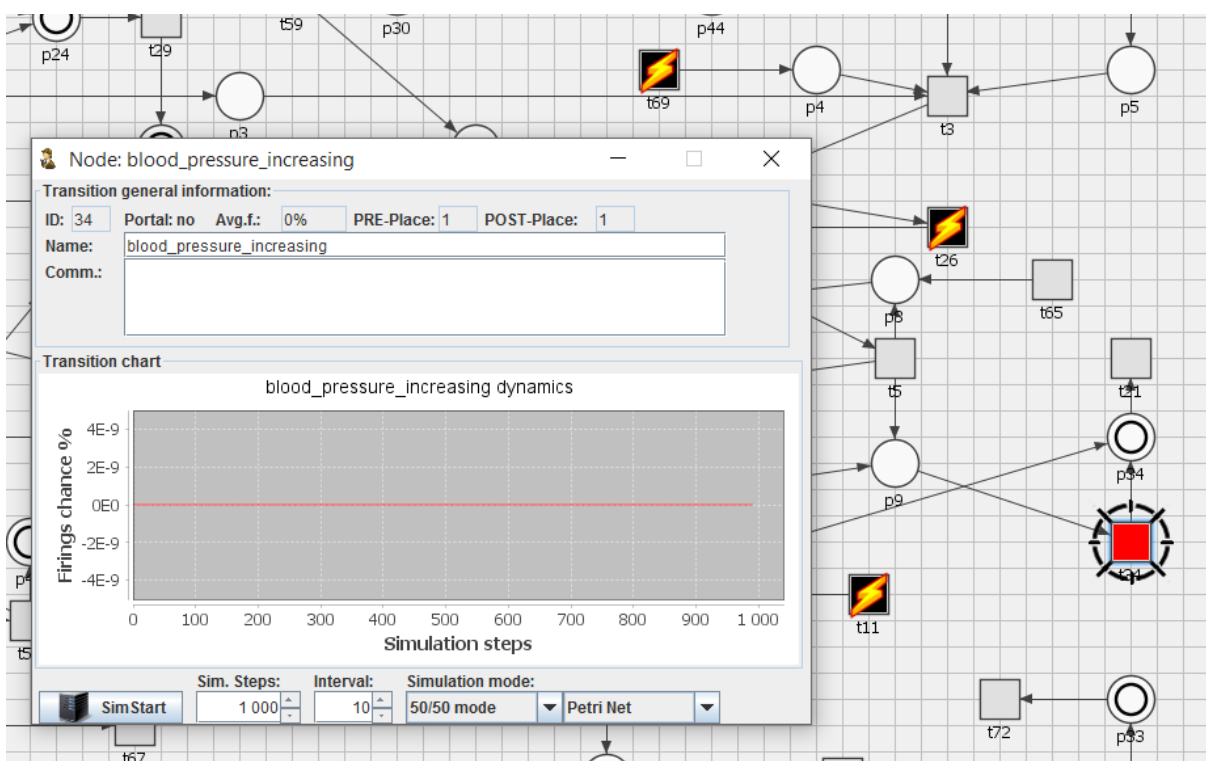 t59
p30
p44
p24
t29
t69
p4
t3
p5
p3
Node: blood_pressure_increasing
Transition general information:
ID: 34 Portal: no Avg.f.: 0% PRE-Place: 1 POST-Place: 1
Name: blood_pressure_increasing
Comm.:
t26
p8
t65
Transition chart
blood_pressure_increasing dynamics
t5
t21
Firings chance %
4E-9
2E-9
0E0
-2E-9
-4E-9
0 100 200 300 400 500 600 700 800 900 1 000
Simulation steps
p34
p9
t34
t11
Sim. Steps: Interval: Simulation mode:
SimStart 1 000 10 50/50 mode Petri Net
t72
p33
t67